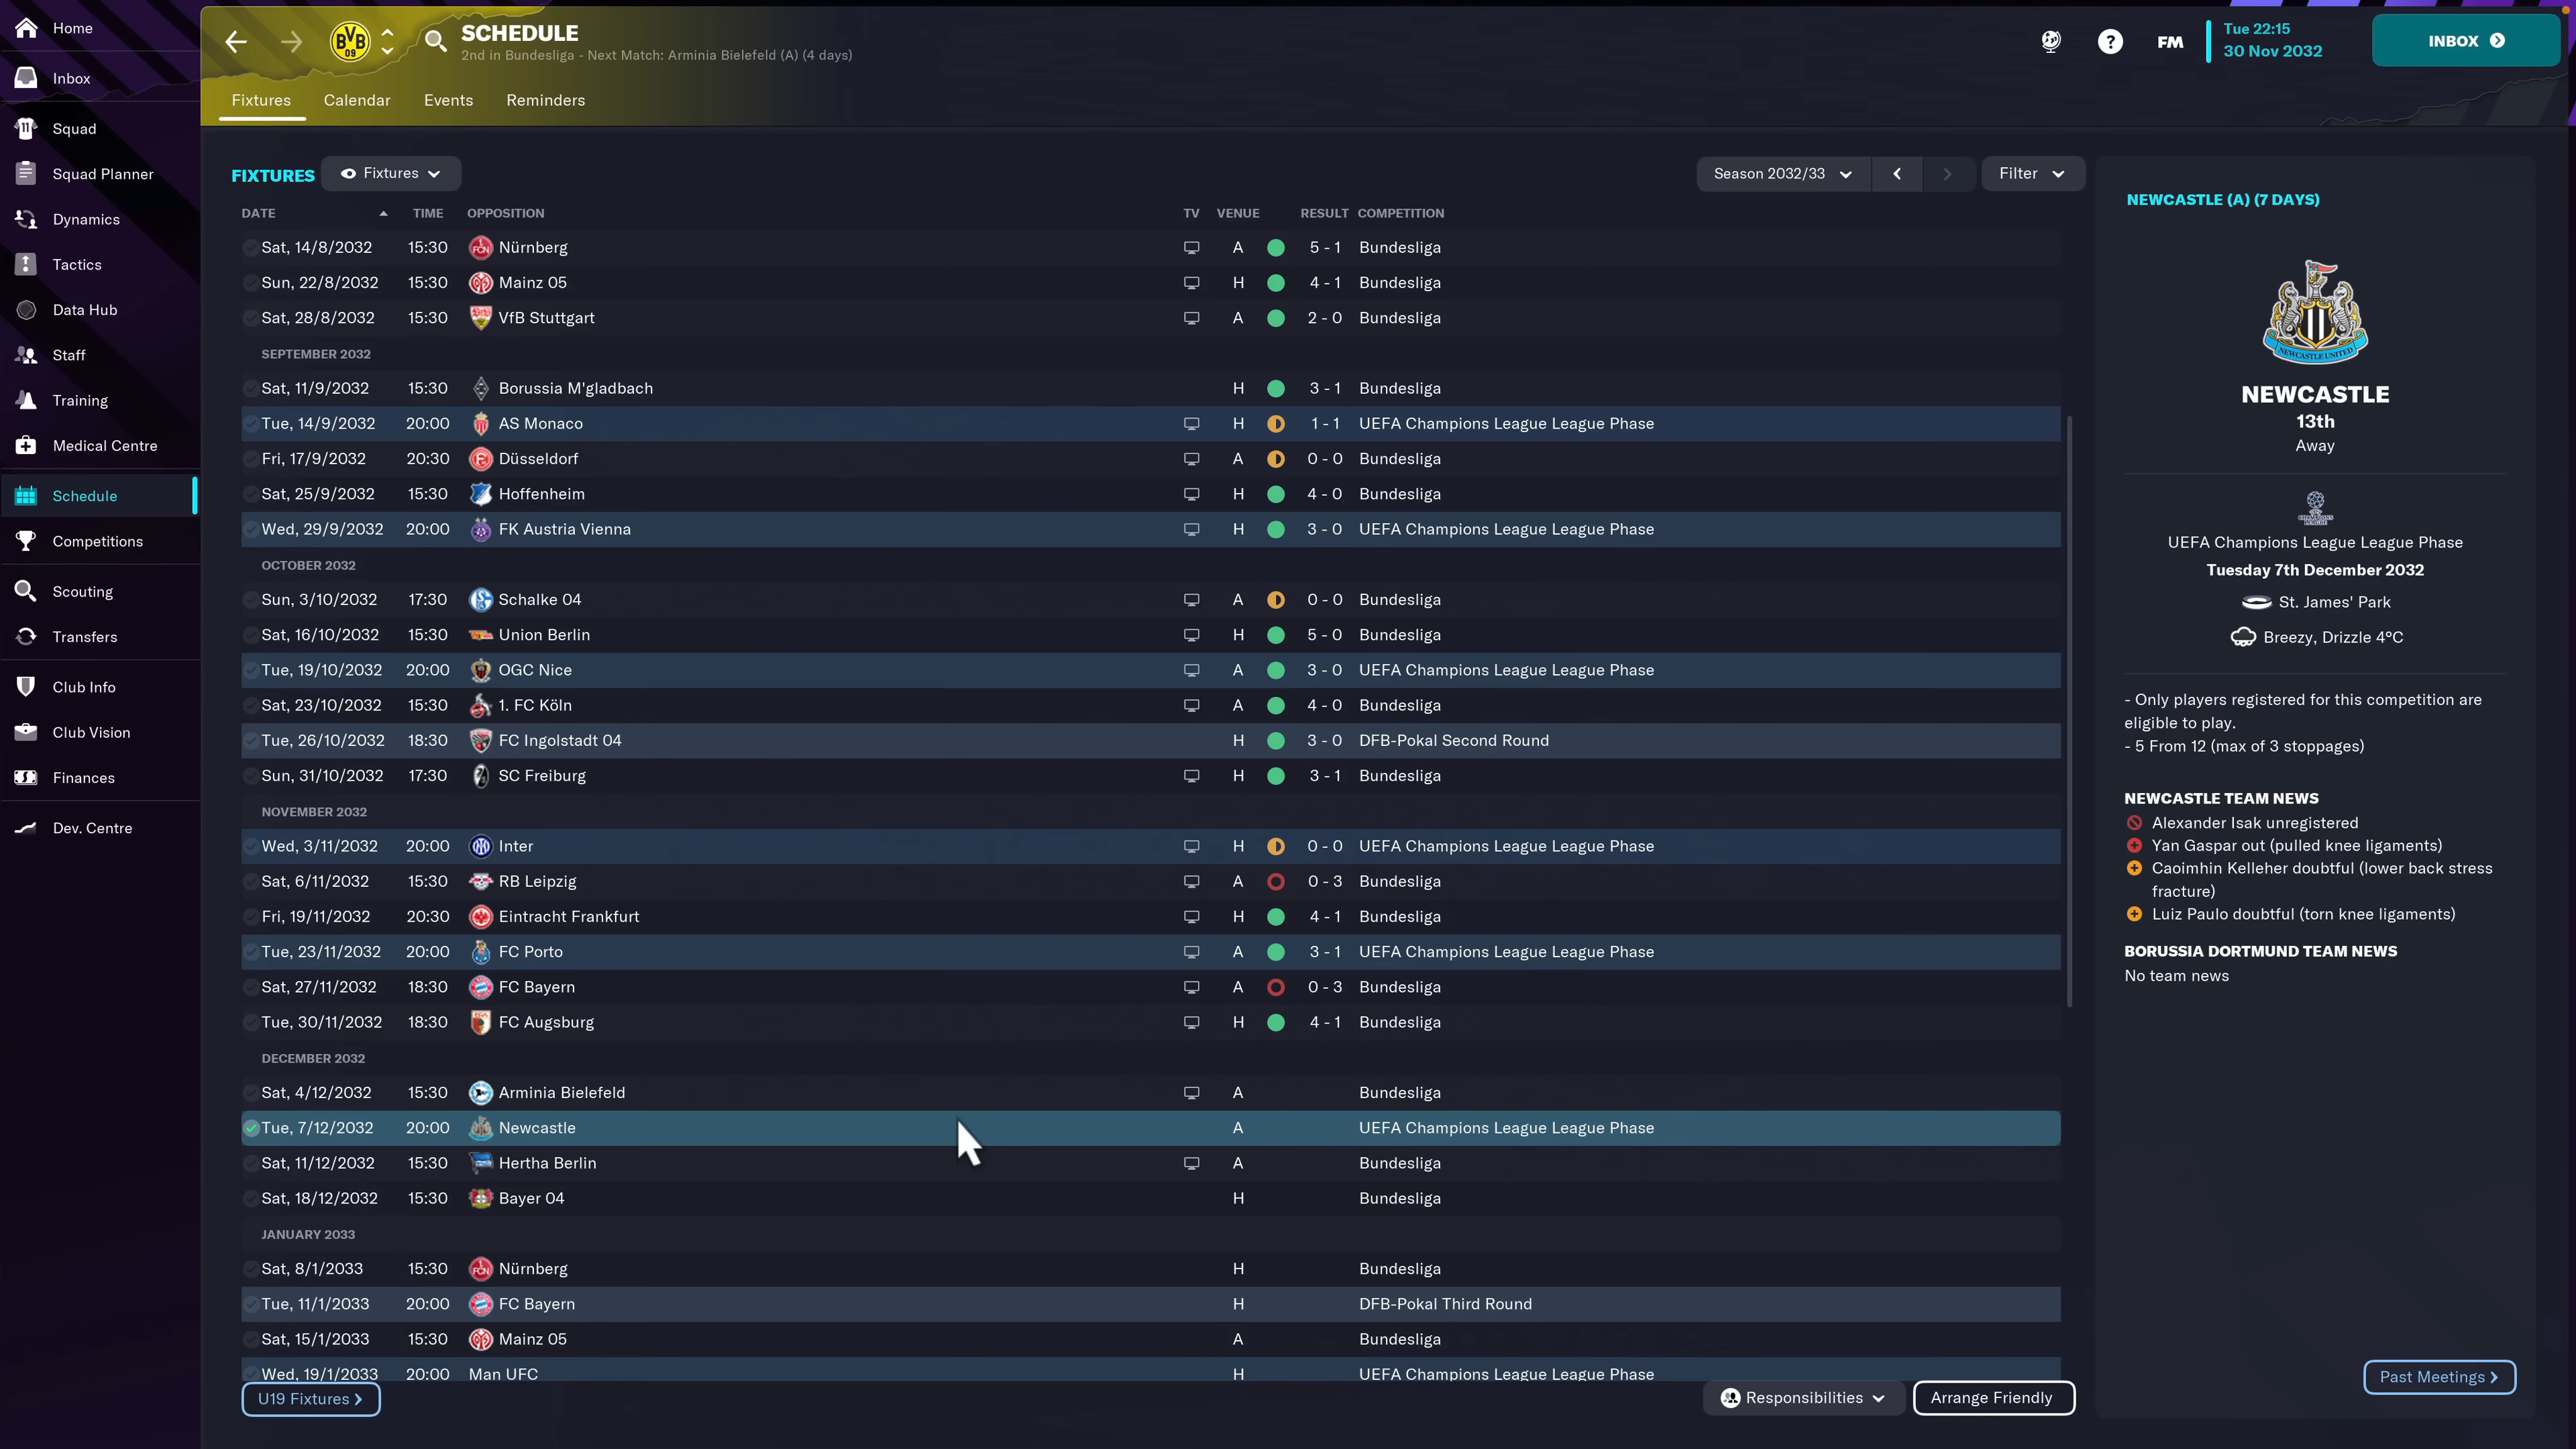 Home
Inbox
Squad
Squad Planner
Dynamics
Tactics
Data Hub
Staff
Training
Medical Centre
Schedule
Competitions
Scouting
Transfers
Club Info
Club Vision
Finances
Dev. Centre
BVB 09
SCHEDULE
2nd in Bundesliga - Next Match: Arminia Bielefeld (A) (4 days)
FM
Tue 22:15
30 Nov 2032
INBOX
Fixtures Calendar Events Reminders
FIXTURES Fixtures Season 2032/33 Filter
DATE TIME OPPOSITION TV VENUE RESULT COMPETITION
Sat, 14/8/2032 15:30 Nürnberg A 5 - 1 Bundesliga
Sun, 22/8/2032 15:30 Mainz 05 H 4 - 1 Bundesliga
Sat, 28/8/2032 15:30 VfB Stuttgart A 2 - 0 Bundesliga
SEPTEMBER 2032
Sat, 11/9/2032 15:30 Borussia M'gladbach H 3 - 1 Bundesliga
Tue, 14/9/2032 20:00 AS Monaco H 1 - 1 UEFA Champions League League Phase
Fri, 17/9/2032 20:30 Düsseldorf A 0 - 0 Bundesliga
Sat, 25/9/2032 15:30 Hoffenheim H 4 - 0 Bundesliga
Wed, 29/9/2032 20:00 FK Austria Vienna H 3 - 0 UEFA Champions League League Phase
OCTOBER 2032
Sun, 3/10/2032 17:30 Schalke 04 A 0 - 0 Bundesliga
Sat, 16/10/2032 15:30 Union Berlin H 5 - 0 Bundesliga
Tue, 19/10/2032 20:00 OGC Nice A 3 - 0 UEFA Champions League League Phase
Sat, 23/10/2032 15:30 1. FC Köln A 4 - 0 Bundesliga
Tue, 26/10/2032 18:30 FC Ingolstadt 04 H 3 - 0 DFB-Pokal Second Round
Sun, 31/10/2032 17:30 SC Freiburg H 3 - 1 Bundesliga
NOVEMBER 2032
Wed, 3/11/2032 20:00 Inter H 0 - 0 UEFA Champions League League Phase
Sat, 6/11/2032 15:30 RB Leipzig A 0 - 3 Bundesliga
Fri, 19/11/2032 20:30 Eintracht Frankfurt H 4 - 1 Bundesliga
Tue, 23/11/2032 20:00 FC Porto A 3 - 1 UEFA Champions League League Phase
Sat, 27/11/2032 18:30 FC Bayern A 0 - 3 Bundesliga
Tue, 30/11/2032 18:30 FC Augsburg H 4 - 1 Bundesliga
DECEMBER 2032
Sat, 4/12/2032 15:30 Arminia Bielefeld A Bundesliga
Tue, 7/12/2032 20:00 Newcastle A UEFA Champions League League Phase
Sat, 11/12/2032 15:30 Hertha Berlin A Bundesliga
Sat, 18/12/2032 15:30 Bayer 04 H Bundesliga
JANUARY 2033
Sat, 8/1/2033 15:30 Nürnberg H Bundesliga
Tue, 11/1/2033 20:00 FC Bayern H DFB-Pokal Third Round
Sat, 15/1/2033 15:30 Mainz 05 A Bundesliga
Wed, 19/1/2033 20:00 Man UFC H UEFA Champions League League Phase
U19 Fixtures Responsibilities Arrange Friendly
NEWCASTLE (A) (7 DAYS)
NEWCASTLE UNITED
NEWCASTLE
13th
Away
CHAMPIONS LEAGUE
UEFA Champions League League Phase
Tuesday 7th December 2032
St. James' Park
Breezy, Drizzle 4°C
- Only players registered for this competition are
eligible to play.
- 5 From 12 (max of 3 stoppages)
NEWCASTLE TEAM NEWS
Alexander Isak unregistered
Yan Gaspar out (pulled knee ligaments)
Caoimhin Kelleher doubtful (lower back stress
fracture)
Luiz Paulo doubtful (torn knee ligaments)
BORUSSIA DORTMUND TEAM NEWS
No team news
Past Meetings